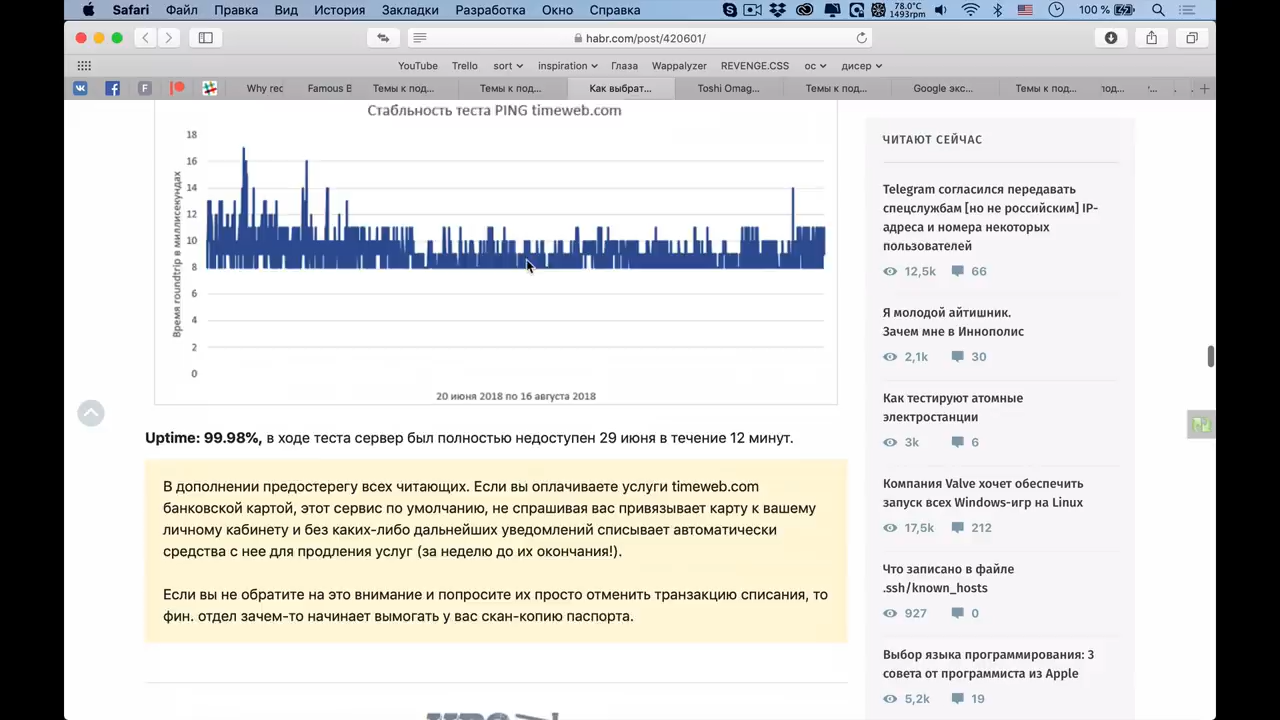 Safari Файл Правка Вид История Закладки Разработка Окно Справка 78.0°C 1493rpm 100 %
habr.com/post/420601/
YouTube Trello sort inspiration Глаза Wappalyzer REVENGE.CSS ос дисер
Why rec Famous B Темы к под... Темы к под... Как выбрат... Toshi Omag... Темы к под... Google экс... Темы к под... под...
Стабльность теста PING timeweb.com
Время roundtrip в миллисекундах
18
16
14
12
10
8
6
4
2
0
20 июня 2018 по 16 августа 2018
Uptime: 99.98%, в ходе теста сервер был полностью недоступен 29 июня в течение 12 минут.
В дополнении предостерегу всех читающих. Если вы оплачиваете услуги timeweb.com
банковской картой, этот сервис по умолчанию, не спрашивая вас привязывает карту к вашему
личному кабинету и без каких-либо дальнейших уведомлений списывает автоматически
средства с нее для продления услуг (за неделю до их окончания!).
Если вы не обратите на это внимание и попросите их просто отменить транзакцию списания, то
фин. отдел зачем-то начинает вымогать у вас скан-копию паспорта.
ЧИТАЮТ СЕЙЧАС
Telegram согласился передавать
спецслужбам [но не российским] IP-
адреса и номера некоторых
пользователей
12,5k 66
Я молодой айтишник.
Зачем мне в Иннополис
2,1k 30
Как тестируют атомные
электростанции
3k 6
Компания Valve хочет обеспечить
запуск всех Windows-игр на Linux
17,5k 212
Что записано в файле
.ssh/known_hosts
927 0
Выбор языка программирования: 3
совета от программиста из Apple
5,2k 19